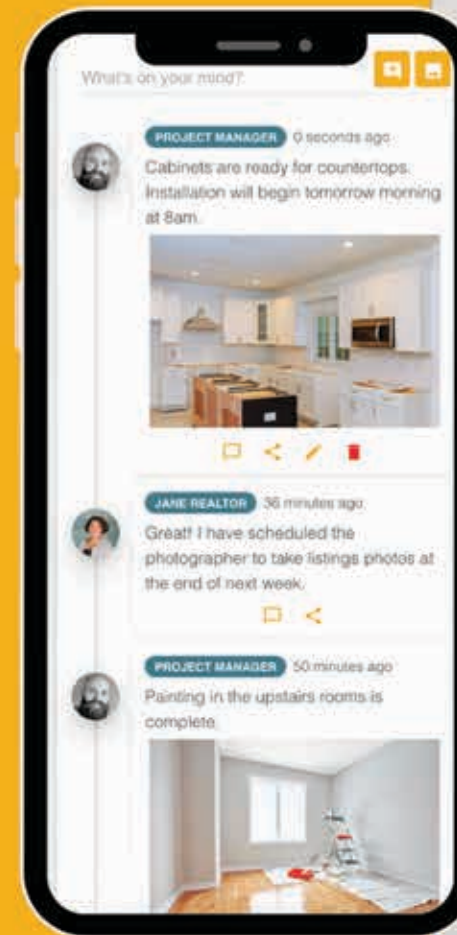 What's on your mind?
PROJECT MANAGER 0 seconds ago
Cabinets are ready for countertops.
Installation will begin tomorrow morning
at 8am.
JANE REALTOR 36 minutes ago
Great! I have scheduled the
photographer to take listings photos at
the end of next week.
PROJECT MANAGER 50 minutes ago
Painting in the upstairs rooms is
complete.